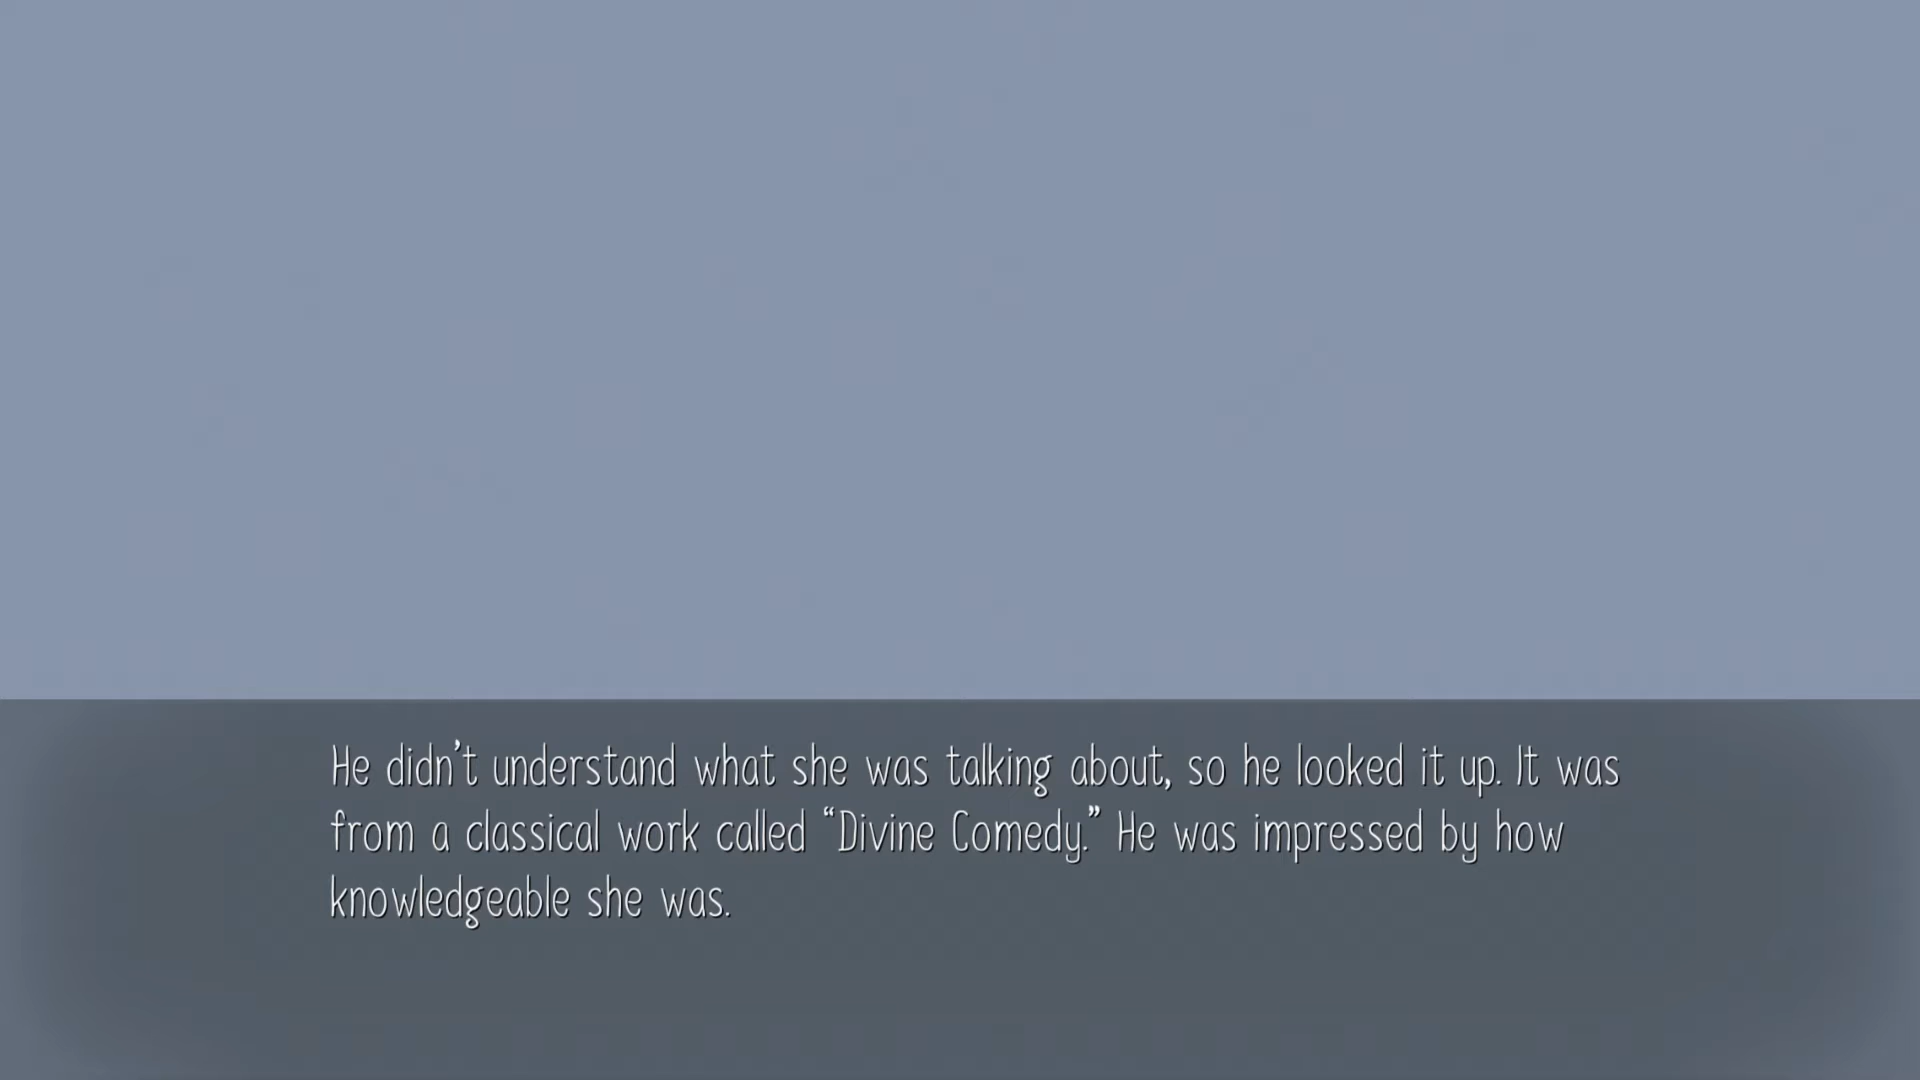 He didn’t understand what she was talking about, so he looked it up. It was
from a classical work called “Divine Comedy.” He was impressed by how
knowledgeable she was.